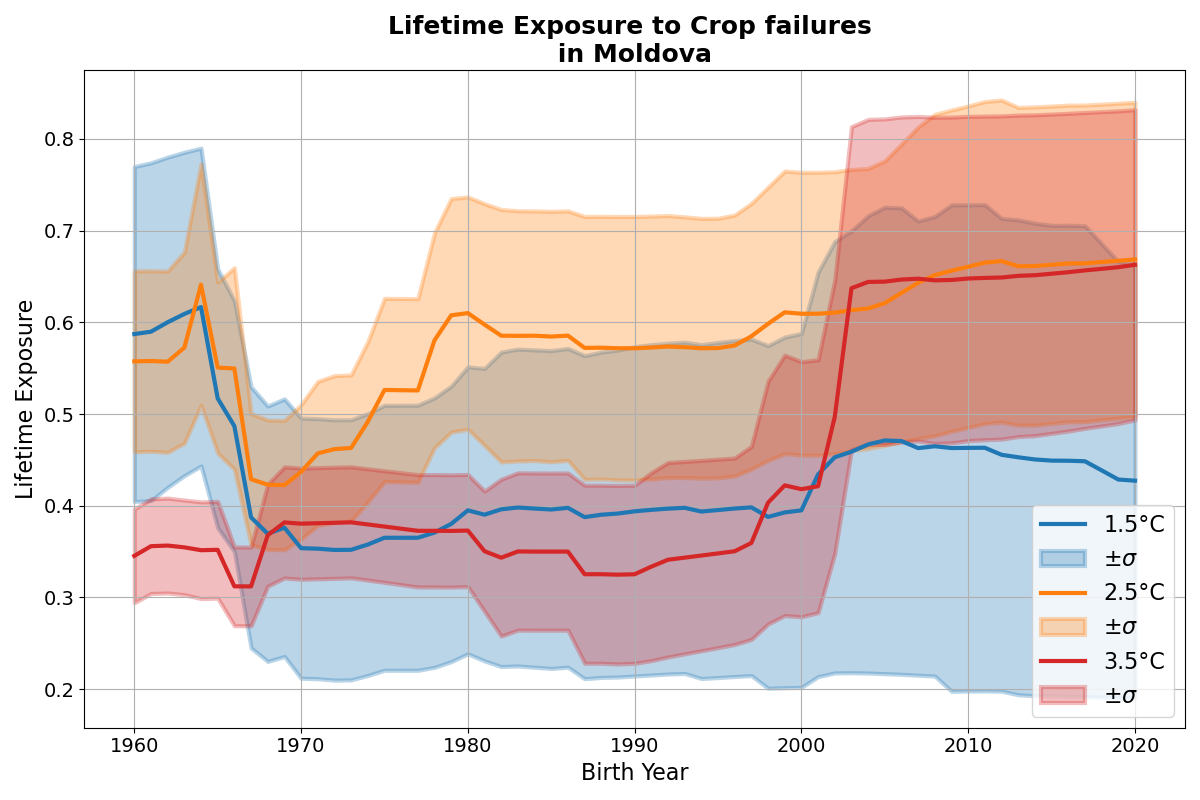 Lifetime Exposure to Crop failures
in Moldova
Lifetime Exposure
0.8
0.7
0.6
0.5
0.4
0.3
0.2
1960
1970
1980
1990
2000
2010
2020
Birth Year
1.5°C
±σ
2.5°C
±σ
3.5°C
±σ